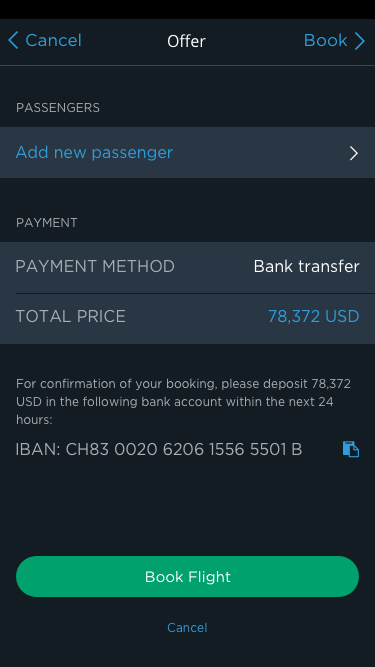 Cancel Offer Book
PASSENGERS
Add new passenger
PAYMENT
PAYMENT METHOD Bank transfer
TOTAL PRICE 78,372 USD
For confirmation of your booking, please deposit 78,372
USD in the following bank account within the next 24
hours:
IBAN: CH83 0020 6206 1556 5501 B
Book Flight
Cancel